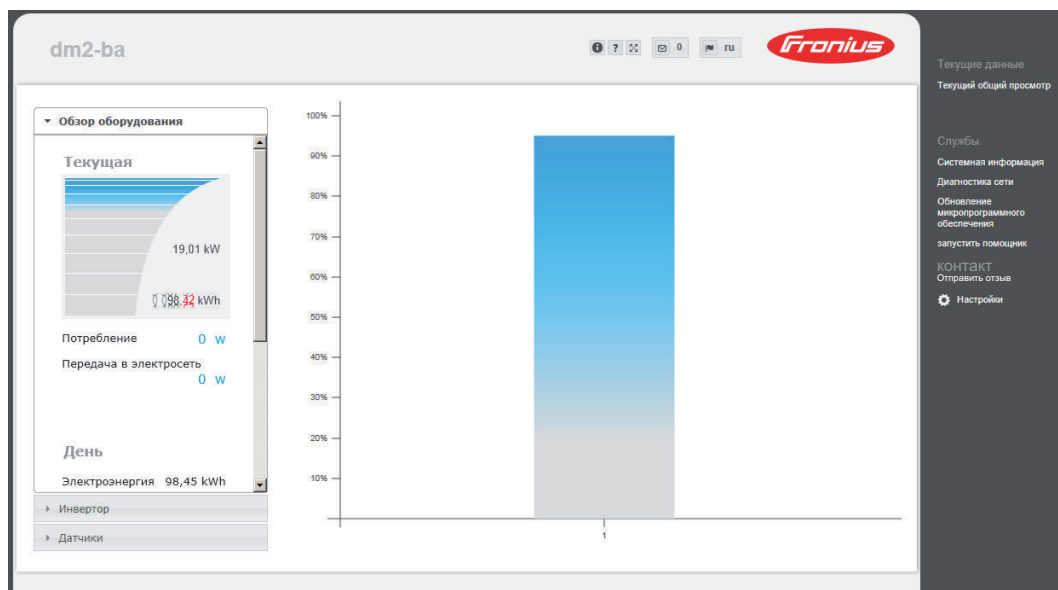 dm2-ba
0
ru
Fronius
▾ Обзор оборудования
Текущая
19,01 kW
98.42 kWh
Потребление 0 W
Передача в электросеть
0 W
День
Электроэнергия 98,45 kWh
Инвертор
Датчики
100%
90%
80%
70%
60%
50%
40%
30%
20%
10%
1
Текущие данные
Текущий общий просмотр
Службы
Системная информация
Диагностика сети
Обновление
микропрограммного
обеспечения
запустить помощник
контакт
Отправить отзыв
Настройки